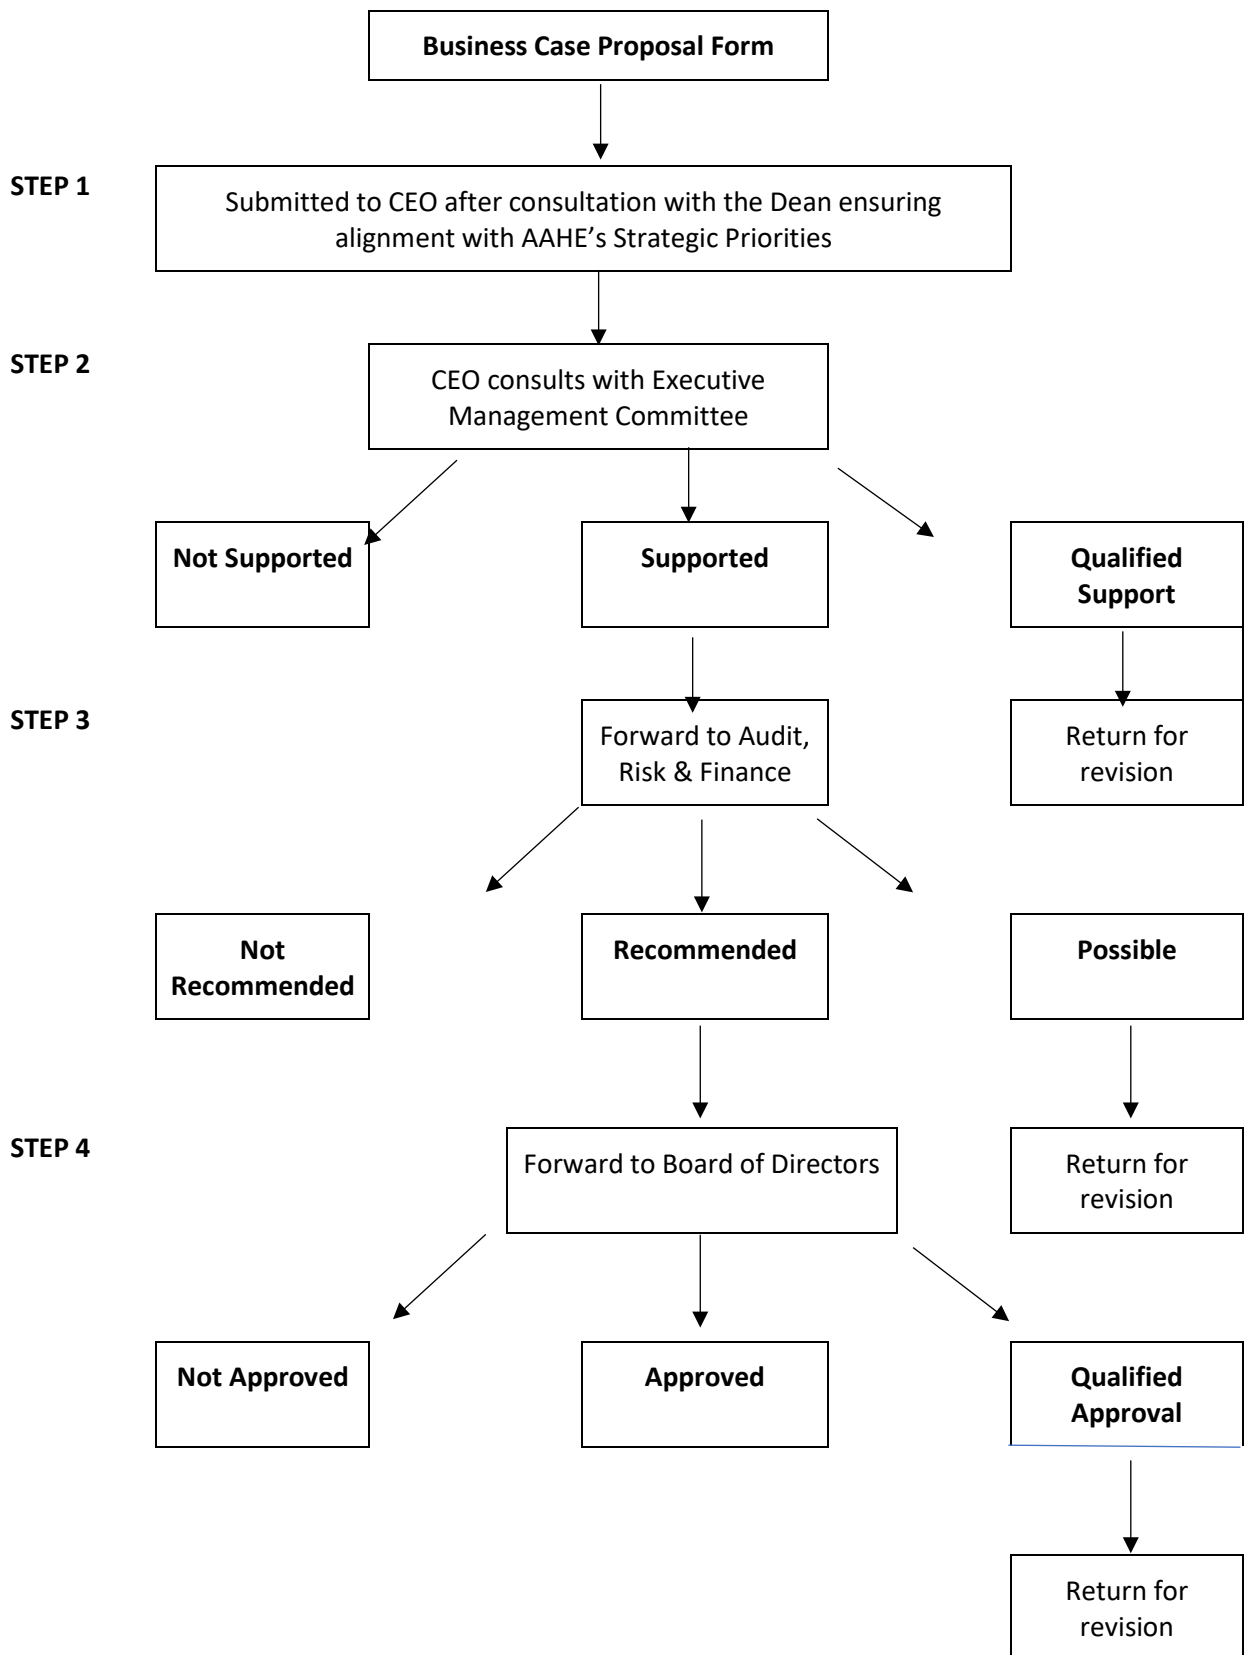 Business Case Proposal Form
STEP 1
Submitted to CEO after consultation with the Dean ensuring
alignment with AAHE’s Strategic Priorities
STEP 2
CEO consults with Executive
Management Committee
Not Supported
Supported
Qualified
Support
STEP 3
Forward to Audit,
Risk & Finance
Return for
revision
Not
Recommended
Recommended
Possible
STEP 4
Forward to Board of Directors
Return for
revision
Not Approved
Approved
Qualified
Approval
Return for
revision